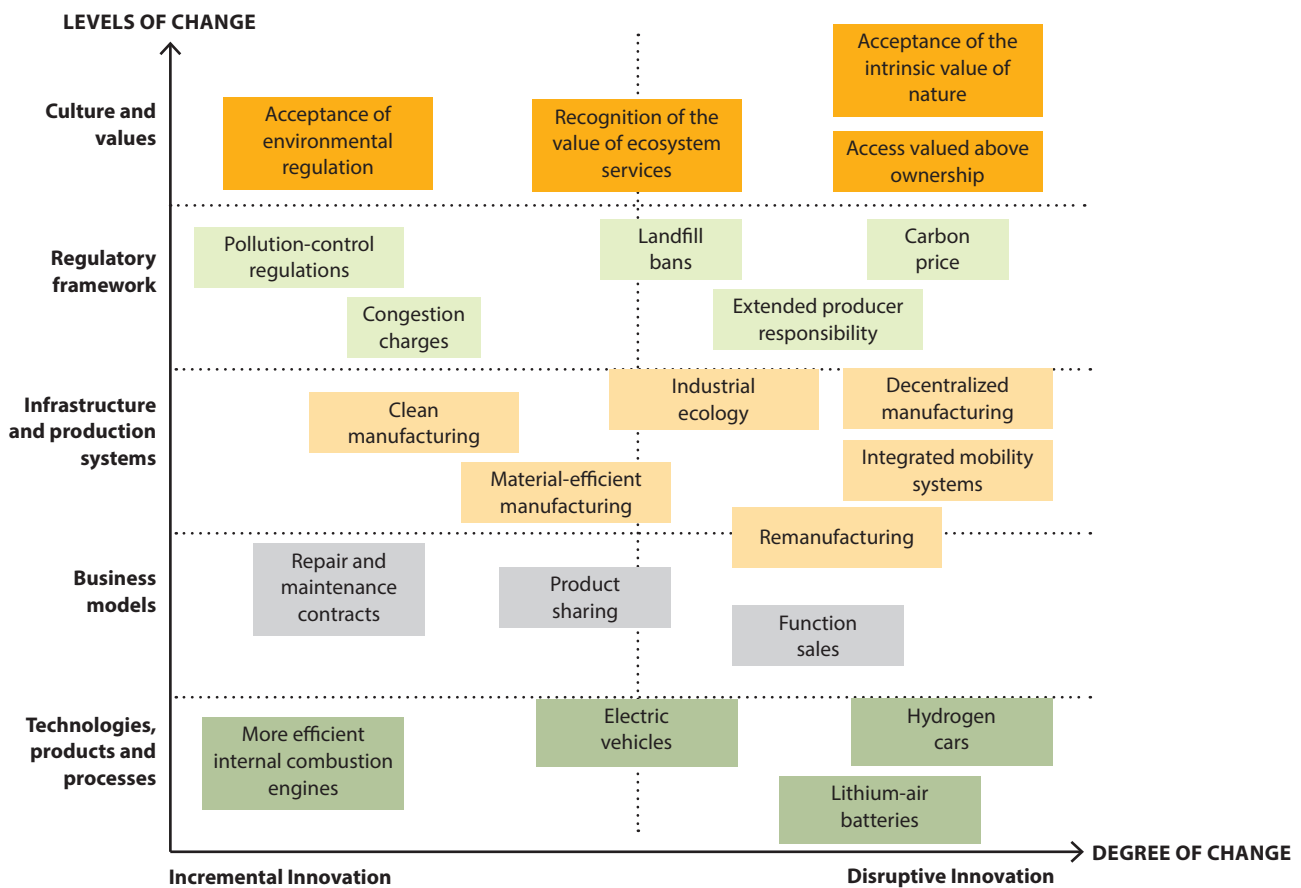 LEVELS OF CHANGE
Culture and
values
Acceptance of
environmental
regulation
Recognition of the
value of ecosystem
services
Acceptance of the
intrinsic value of
nature
Access valued above
ownership
Regulatory
framework
Pollution-control
regulations
Congestion
charges
Landfill
bans
Extended producer
responsibility
Carbon
price
Infrastructure
and production
systems
Clean
manufacturing
Material-efficient
manufacturing
Industrial
ecology
Decentralized
manufacturing
Integrated mobility
systems
Remanufacturing
Business
models
Repair and
maintenance
contracts
Product
sharing
Function
sales
Technologies,
products and
processes
More efficient
internal combustion
engines
Electric
vehicles
Hydrogen
cars
Lithium-air
batteries
DEGREE OF CHANGE
Incremental Innovation
Disruptive Innovation